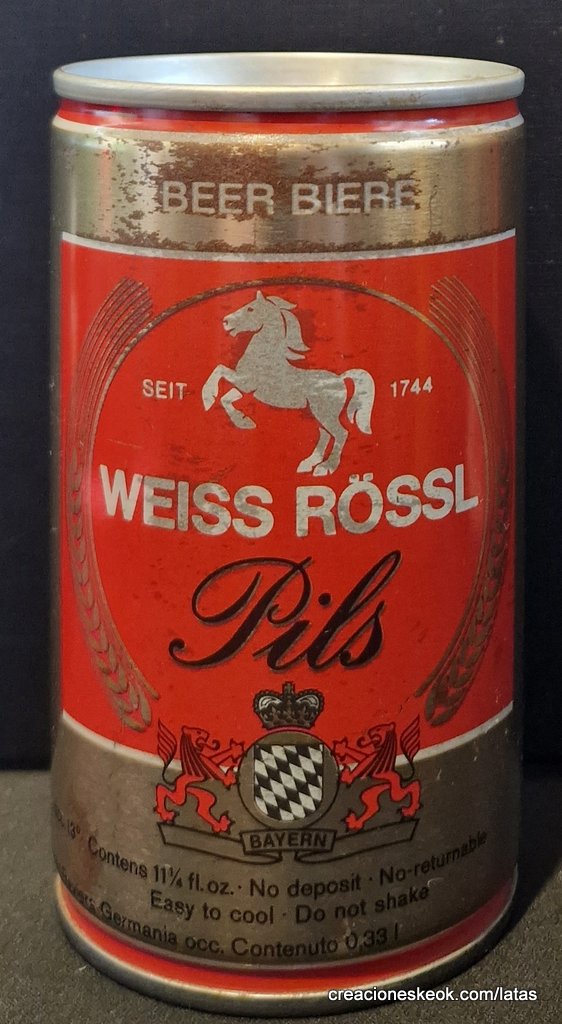 BEER BIERE
SEIT 1744
WEISS RÖSSL
Pils
BAYERN
13° Contens 11¼ fl.oz. · No deposit · No-returnable
Easy to cool · Do not shake
Germania occ. Contenuto 0,33 l
creacioneskeok.com/latas